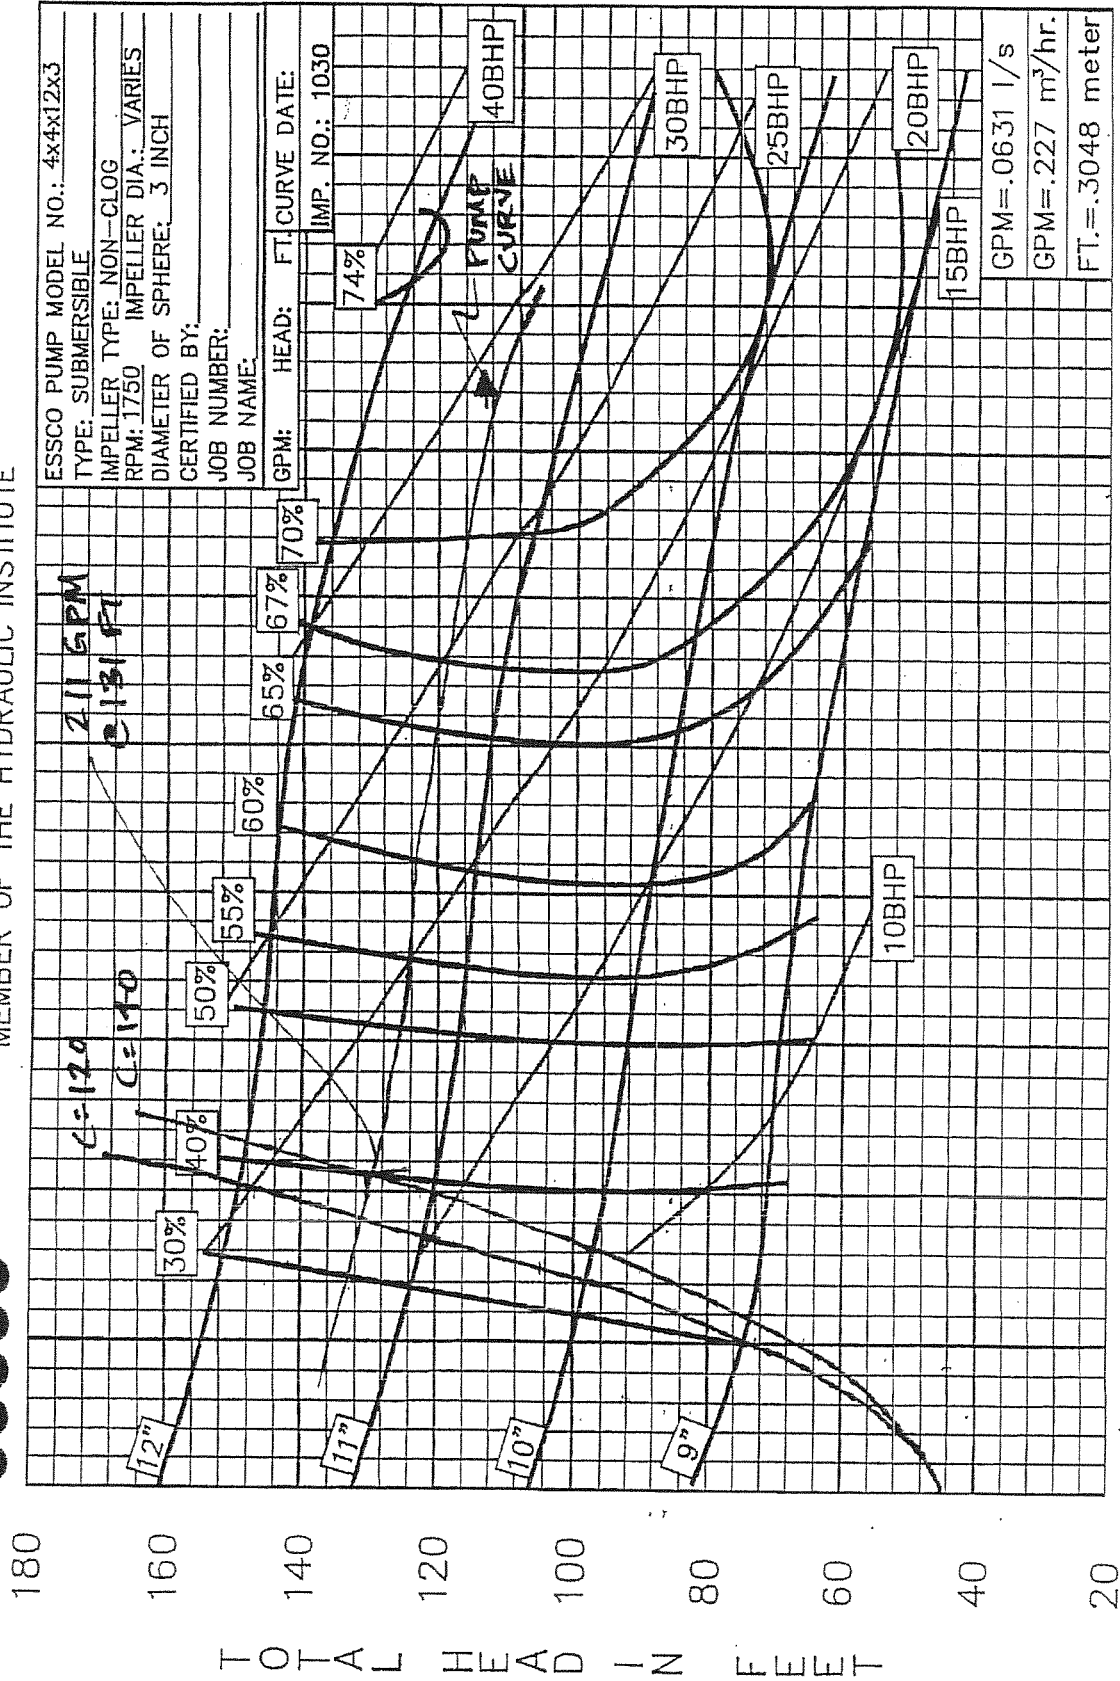 MEMBER OF THE HYDRAULIC INSTITUTE
ESSCO PUMP MODEL NO.: 4x4x12x3
TYPE: SUBMERSIBLE
IMPELLER TYPE: NON-CLOG
RPM: 1750 IMPELLER DIA.: VARIES
DIAMETER OF SPHERE: 3 INCH
CERTIFIED BY:
JOB NUMBER:
JOB NAME:
GPM: HEAD: FT. CURVE DATE:
IMP. NO.: 1030
211 GPM
@ 131 FT
C=120
C=140
PUMP
CURVE
30%
40%
50%
55%
60%
65%
67%
70%
74%
12"
11"
10"
9"
40BHP
30BHP
25BHP
20BHP
15BHP
10BHP
GPM=.0631 l/s
GPM=.227 m³/hr.
FT.=.3048 meter
180
160
140
120
100
80
60
40
20
TOTAL HEAD IN FEET